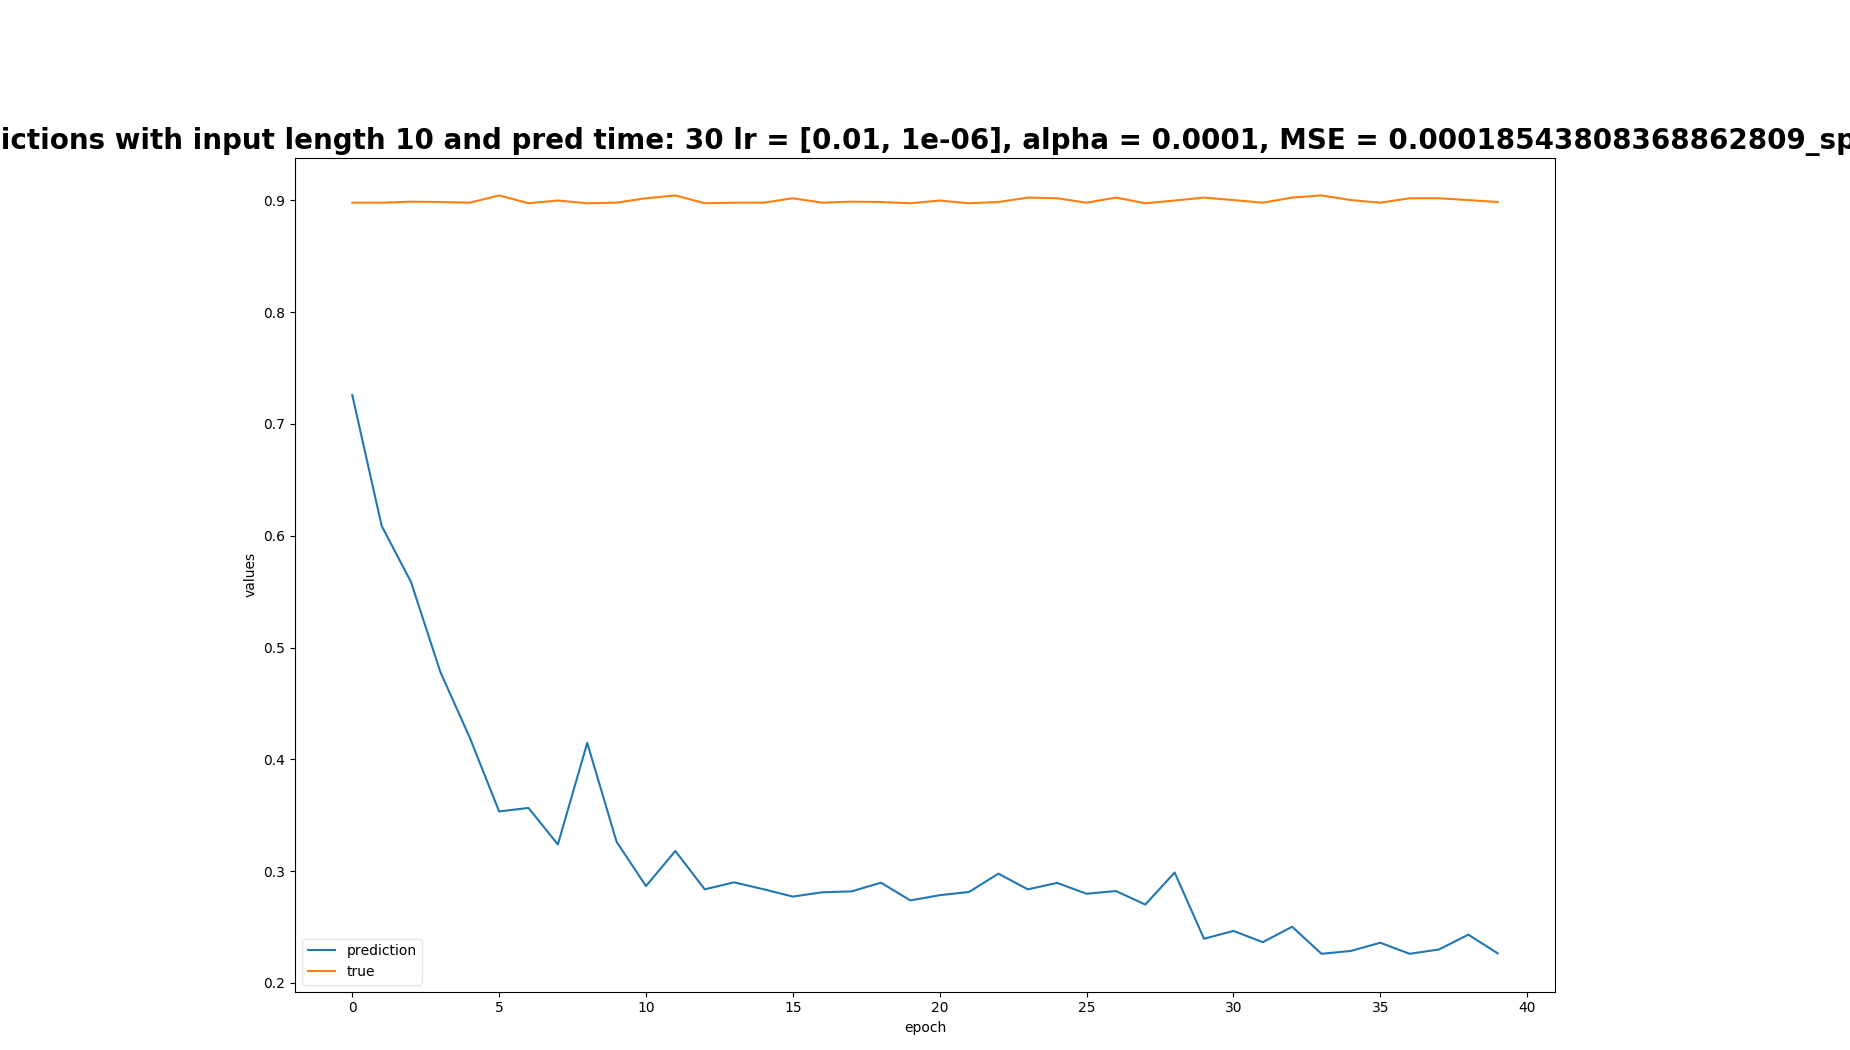 ictions with input length 10 and pred time: 30 lr = [0.01, 1e-06], alpha = 0.0001, MSE = 0.00018543808368862809_sp
0.9
0.8
0.7
0.6
0.5
0.4
0.3
0.2
values
prediction
true
0 5 10 15 20 25 30 35 40
epoch